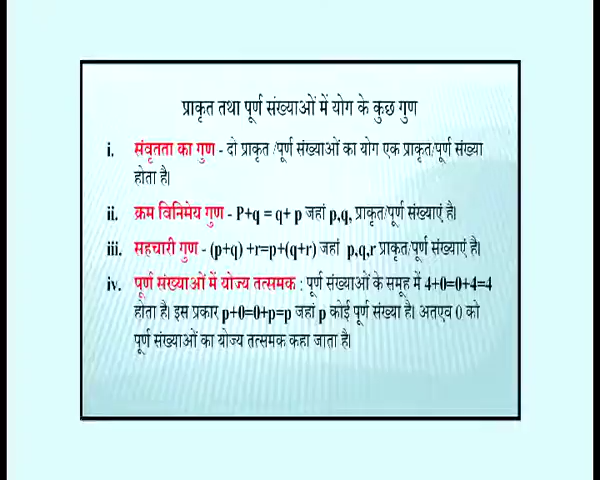 प्राकृत तथा पूर्ण संख्याओं में योग के कुछ गुण
i. संवृतता का गुण - दो प्राकृत /पूर्ण संख्याओं का योग एक प्राकृत/पूर्ण संख्या
होता है।
ii. क्रम विनिमेय गुण - P+q = q+ p जहां p,q, प्राकृत/पूर्ण संख्याएं है।
iii. सहचारी गुण - (p+q) +r=p+(q+r) जहां p,q,r प्राकृत/पूर्ण संख्याएं है।
iv. पूर्ण संख्याओं में योज्य तत्समक : पूर्ण संख्याओं के समूह में 4+0=0+4=4
होता है। इस प्रकार p+0=0+p=p जहां p कोई पूर्ण संख्या है। अतएव 0 को
पूर्ण संख्याओं का योज्य तत्समक कहा जाता है।